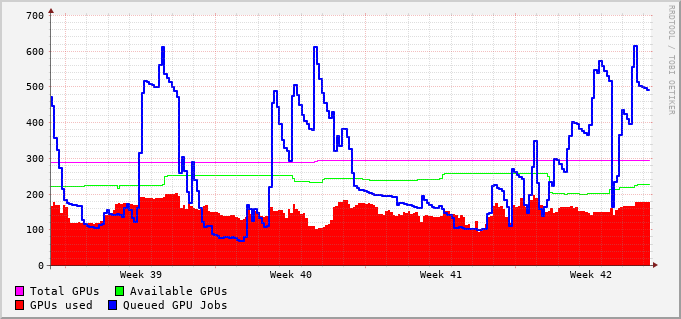 700
600
500
400
300
200
100
0
Week 39 Week 40 Week 41 Week 42
Total GPUs Available GPUs
GPUs used Queued GPU Jobs
RRDTOOL / TOBI OETIKER